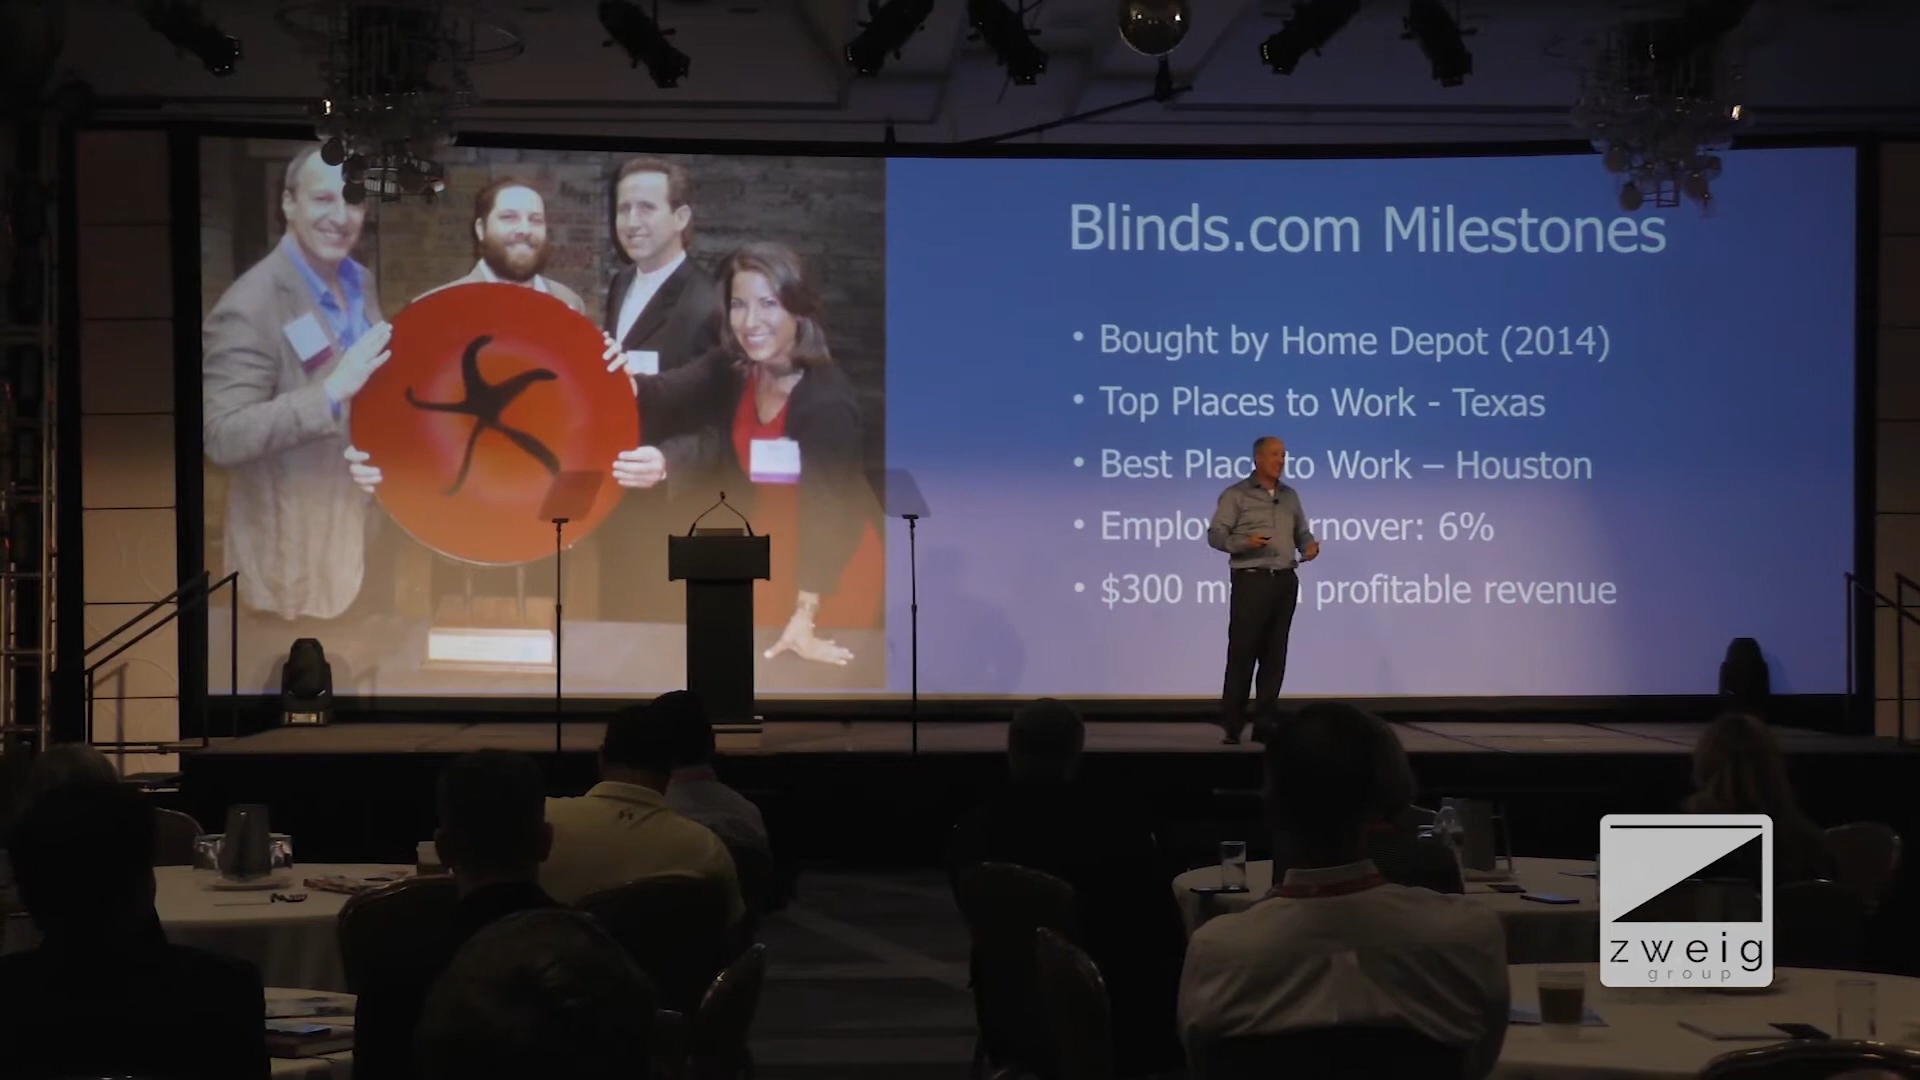 Blinds.com Milestones
• Bought by Home Depot (2014)
• Top Places to Work - Texas
• Best Plac to Work – Houston
• Emplo rnover: 6%
• $300 m profitable revenue
zweig
group